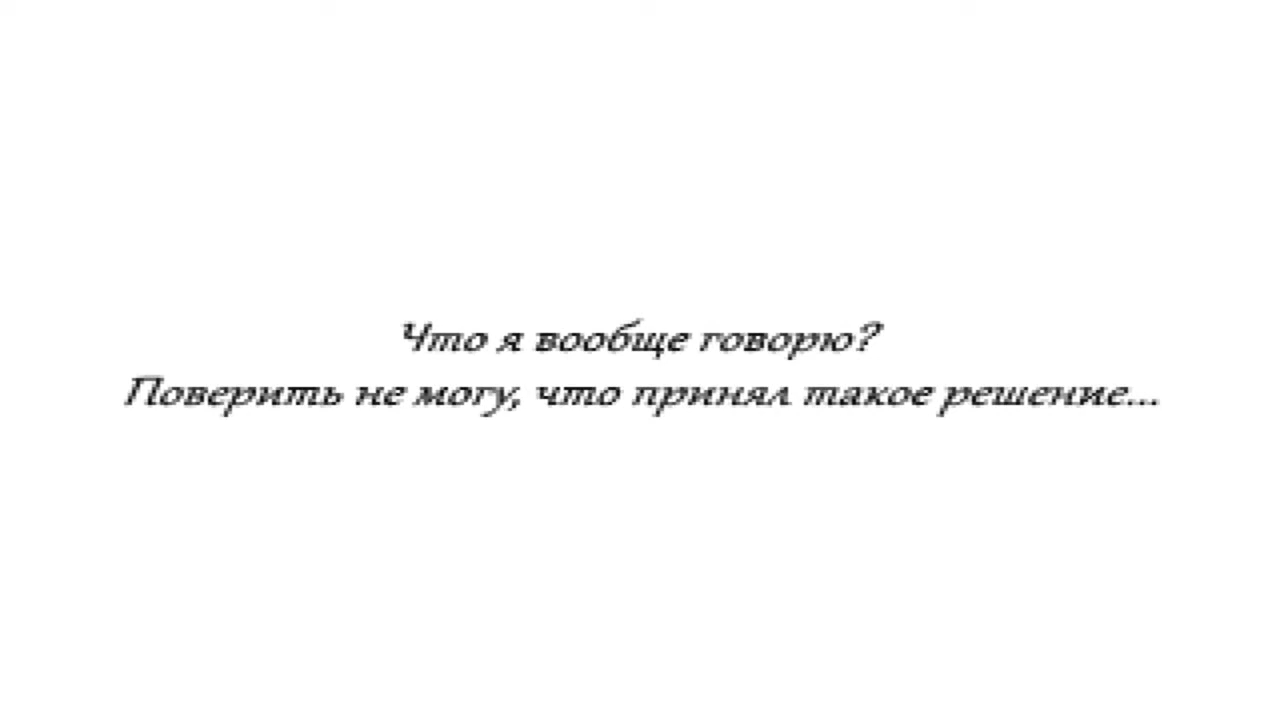 Что я вообще говорю?
Поверить не могу, что принял такое решение...